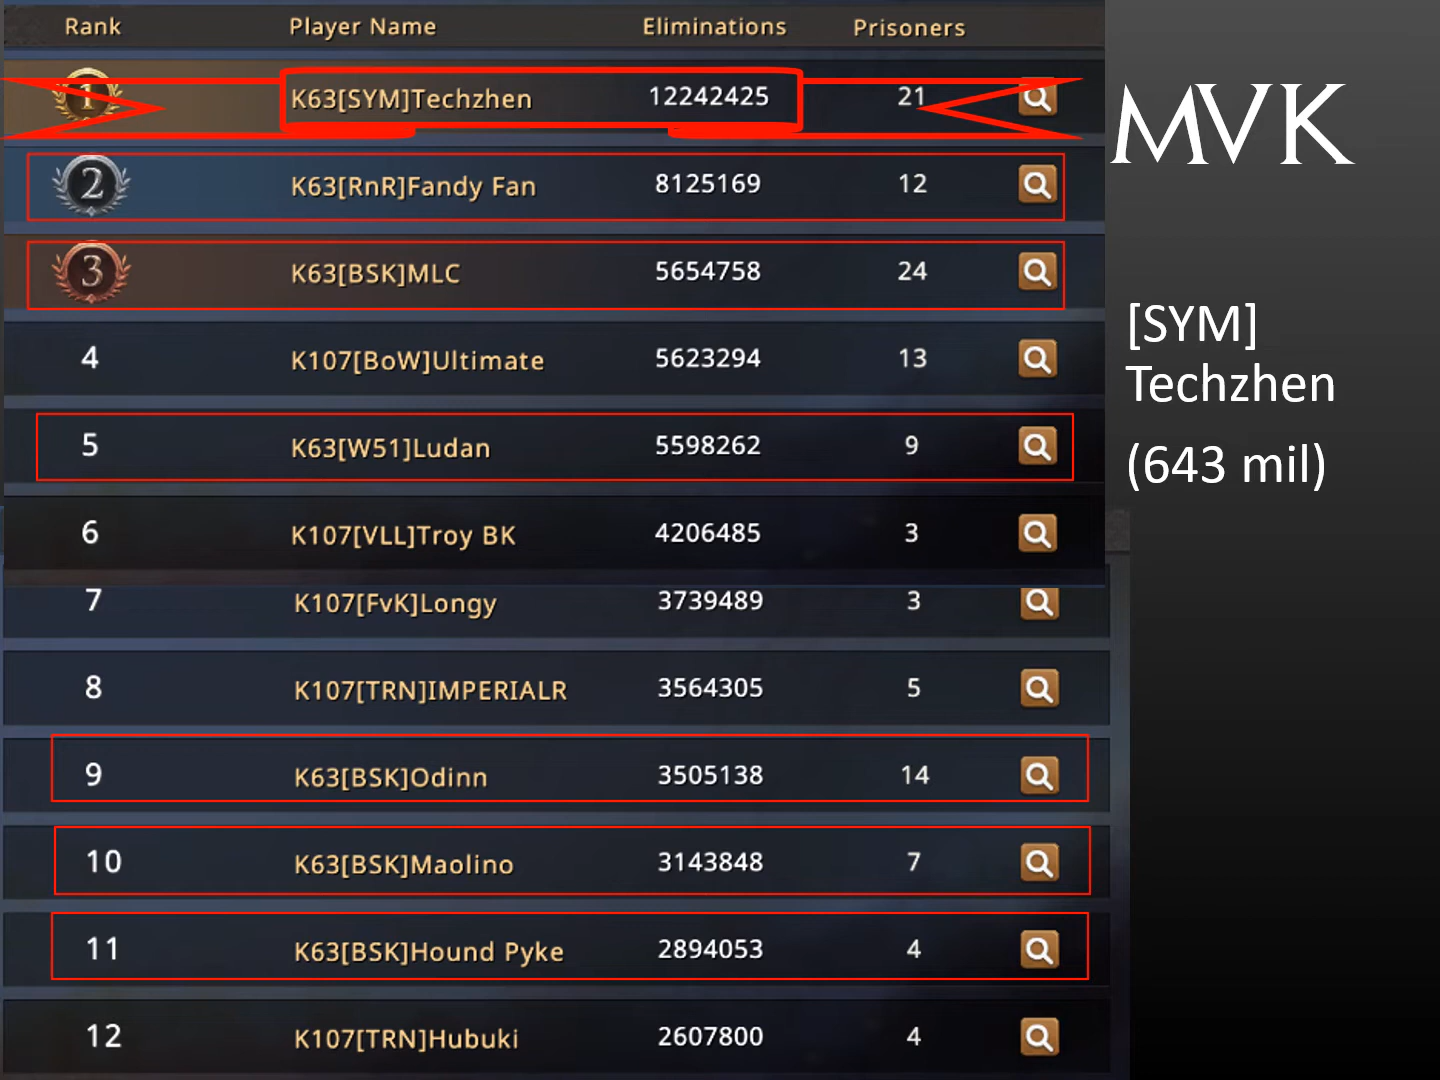 Rank Player Name Eliminations Prisoners
1 K63[SYM]Techzhen 12242425 21
2 K63[RnR]Fandy Fan 8125169 12
3 K63[BSK]MLC 5654758 24
4 K107[BoW]Ultimate 5623294 13
5 K63[W51]Ludan 5598262 9
6 K107[VLL]Troy BK 4206485 3
7 K107[FvK]Longy 3739489 3
8 K107[TRN]IMPERIALR 3564305 5
9 K63[BSK]Odinn 3505138 14
10 K63[BSK]Maolino 3143848 7
11 K63[BSK]Hound Pyke 2894053 4
12 K107[TRN]Hubuki 2607800 4
MVK
[SYM]
Techzhen
(643 mil)